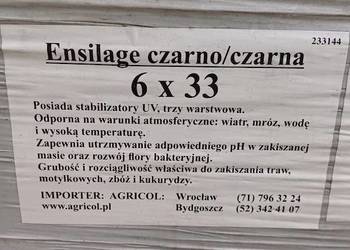 233144
Ensilage czarno/czarna
6 x 33
Posiada stabilizatory UV, trzy warstwowa.
Odporna na warunki atmosferyczne: wiatr, mróz, wodę
i wysoką temperaturę.
Zapewnia utrzymywanie adpowiedniego pH w zakiszanej
masie oraz rozwój flory bakteryjnej.
Grubość i rozciągliwość właściwa do zakiszania traw,
motylkowych, zbóż i kukurydzy.
IMPORTER: AGRICOL: Wrocław (71) 796 32 24
www.agricol.pl Bydgoszcz (52) 342 41 07